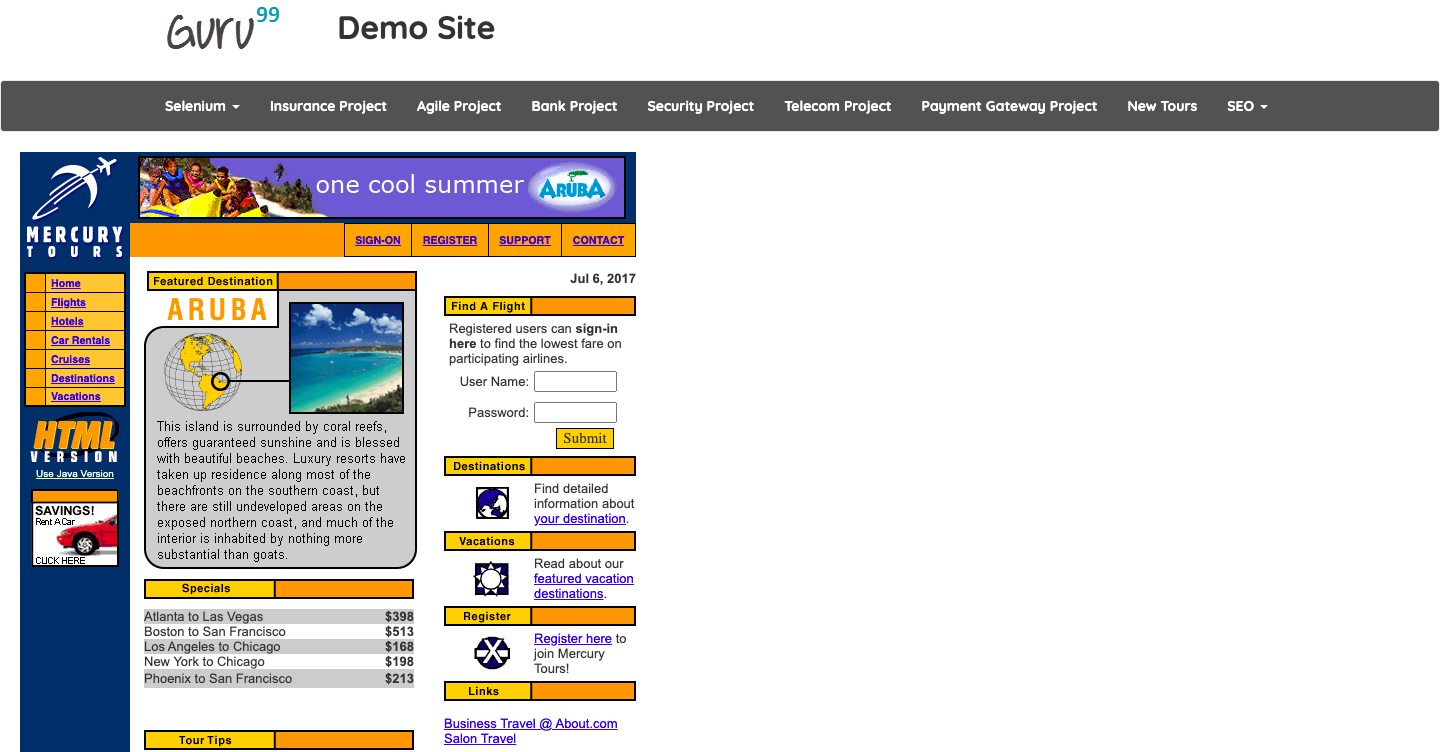 Guru99
Demo Site
Selenium Insurance Project Agile Project Bank Project Security Project Telecom Project Payment Gateway Project New Tours SEO
MERCURY
TOURS
one cool summer
ARUBA
SIGN-ON REGISTER SUPPORT CONTACT
Home
Flights
Hotels
Car Rentals
Cruises
Destinations
Vacations
HTML
VERSION
Use Java Version
SAVINGS!
Rent A Car
CLICK HERE
Featured Destination
ARUBA
This island is surrounded by coral reefs,
offers guaranteed sunshine and is blessed
with beautiful beaches. Luxury resorts have
taken up residence along most of the
beachfronts on the southern coast, but
there are still undeveloped areas on the
exposed northern coast, and much of the
interior is inhabited by nothing more
substantial than goats.
Specials
Atlanta to Las Vegas $398
Boston to San Francisco $513
Los Angeles to Chicago $168
New York to Chicago $198
Phoenix to San Francisco $213
Tour Tips
Jul 6, 2017
Find A Flight
Registered users can sign-in
here to find the lowest fare on
participating airlines.
User Name:
Password:
Submit
Destinations
Find detailed
information about
your destination.
Vacations
Read about our
featured vacation
destinations.
Register
Register here to
join Mercury
Tours!
Links
Business Travel @ About.com
Salon Travel